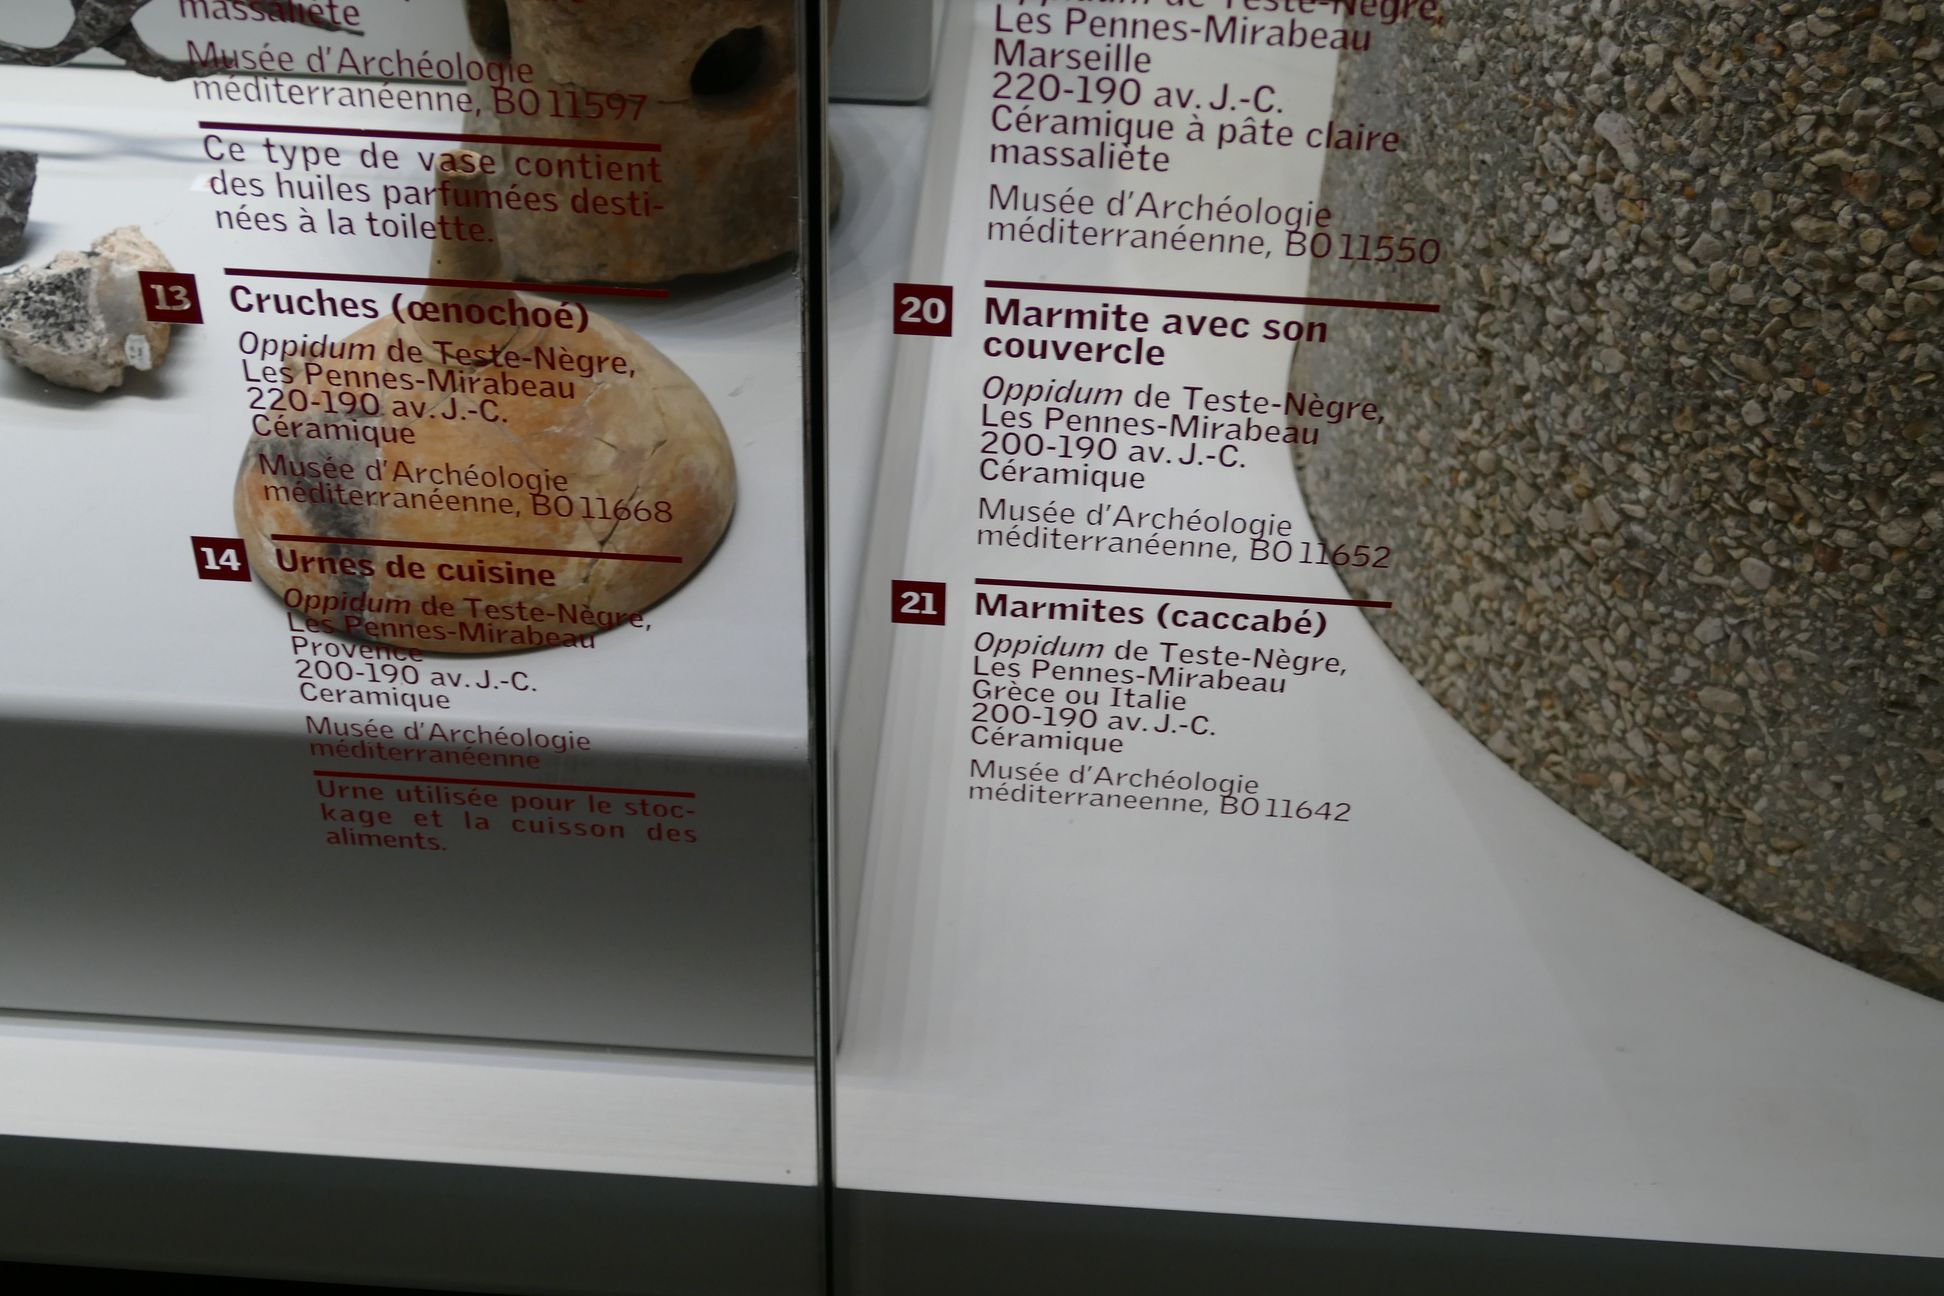 massaliète
Musée d'Archéologie
méditerranéenne, BO 11597
Ce type de vase contient
des huiles parfumées desti-
nées à la toilette.
13 Cruches (œnochoé)
Oppidum de Teste-Nègre,
Les Pennes-Mirabeau
220-190 av. J.-C.
Céramique
Musée d'Archéologie
méditerranéenne, BO 11668
14 Urnes de cuisine
Oppidum de Teste-Nègre,
Les Pennes-Mirabeau
Provence
200-190 av. J.-C.
Ceramique
Musée d'Archéologie
méditerranéenne
Urne utilisée pour le stoc-
kage et la cuisson des
aliments.
Oppidum de Teste-Nègre,
Les Pennes-Mirabeau
Marseille
220-190 av. J.-C.
Céramique à pâte claire
massaliète
Musée d'Archéologie
méditerranéenne, BO 11550
20 Marmite avec son
couvercle
Oppidum de Teste-Nègre,
Les Pennes-Mirabeau
200-190 av. J.-C.
Céramique
Musée d'Archéologie
méditerranéenne, BO 11652
21 Marmites (caccabé)
Oppidum de Teste-Nègre,
Les Pennes-Mirabeau
Grèce ou Italie
200-190 av. J.-C.
Céramique
Musée d'Archéologie
méditerraneenne, BO 11642